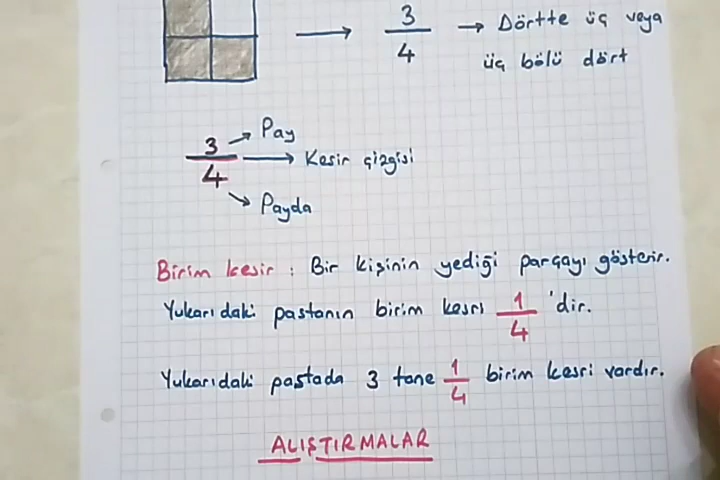 3/4 → Dörtte üç veya
üç bölü dört
Pay
3/4 → Kesir çizgisi
Payda
Birim kesir : Bir kişinin yediği parçayı gösterir.
Yukarıdaki pastanın birim kesri 1/4 'dir.
Yukarıdaki pastada 3 tane 1/4 birim kesri vardır.
ALIŞTIRMALAR